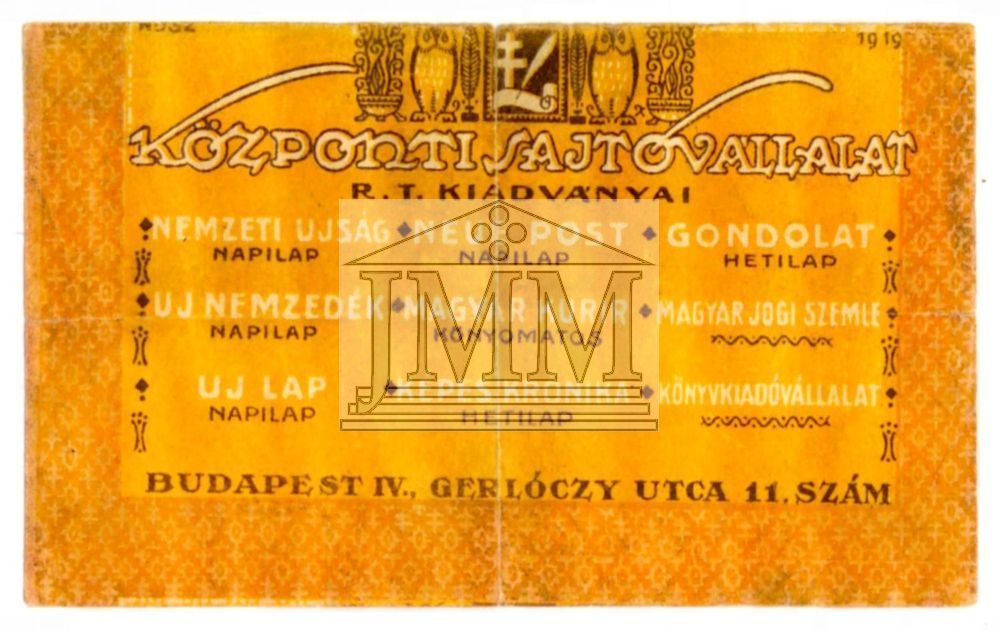 1919
KÖZPONTI SAJTÓVALLALAT
R.T. KIADVÁNYAI
NEMZETI UJSÁG NEUE POST GONDOLAT
NAPILAP NAPILAP HETILAP
UJ NEMZEDÉK MAGYAR KURIR MAGYAR JOGI SZEMLE
NAPILAP KŐNYOMATOS
UJ LAP KÉPES KRÓNIKA KÖNYVKIADÓVÁLLALAT
NAPILAP HETILAP
JMM
BUDAPEST IV., GERLÓCZY UTCA 11. SZÁM